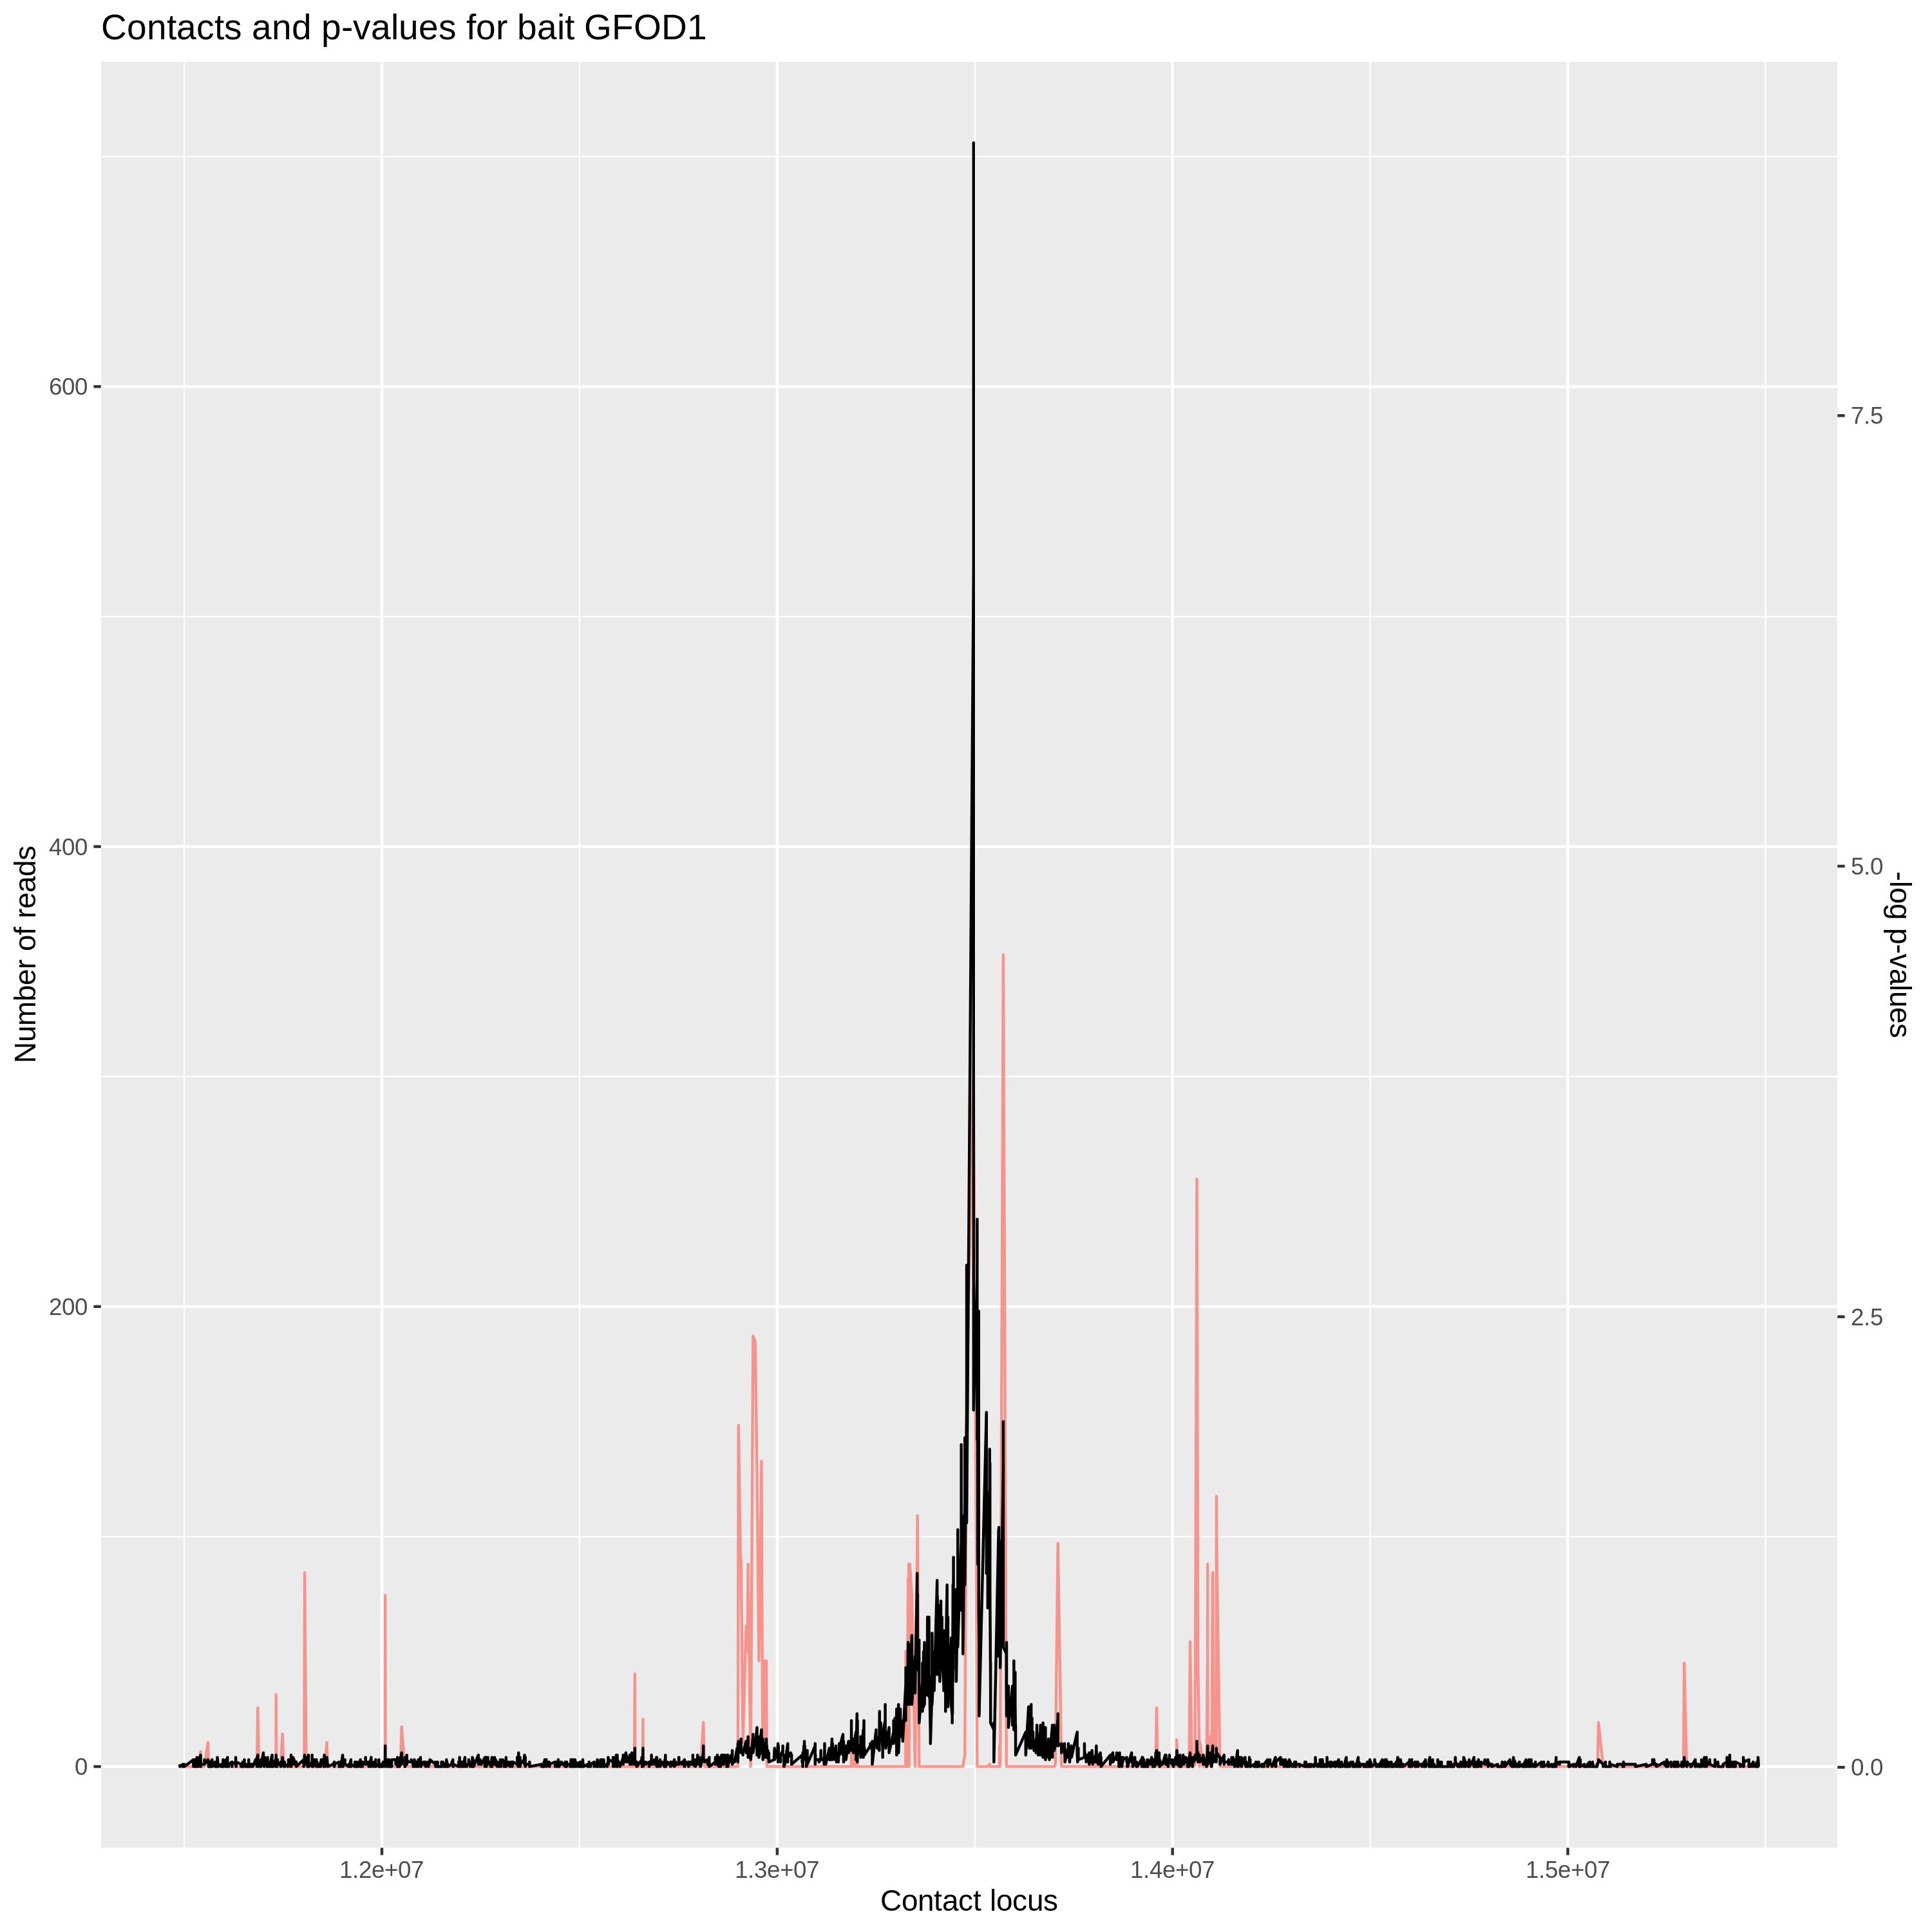 Contacts and p-values for bait GFOD1
Number of reads
600
400
200
0
7.5
5.0
2.5
0.0
-log p-values
1.2e+07
1.3e+07
1.4e+07
1.5e+07
Contact locus